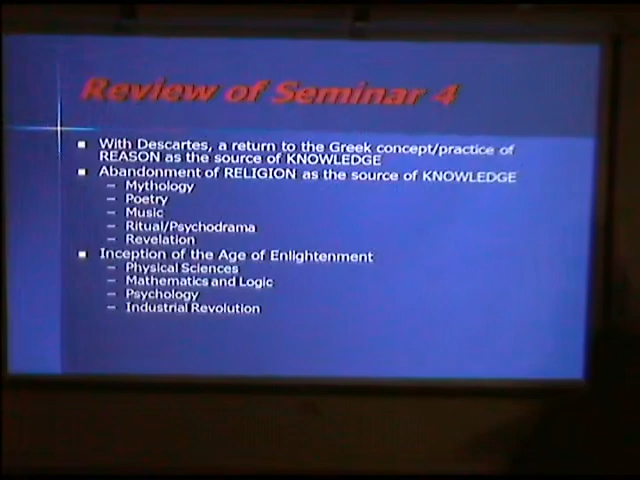 Review of Seminar 4
■ With Descartes, a return to the Greek concept/practice of
REASON as the source of KNOWLEDGE
■ Abandonment of RELIGION as the source of KNOWLEDGE
– Mythology
– Poetry
– Music
– Ritual/Psychodrama
– Revelation
■ Inception of the Age of Enlightenment
– Physical Sciences
– Mathematics and Logic
– Psychology
– Industrial Revolution